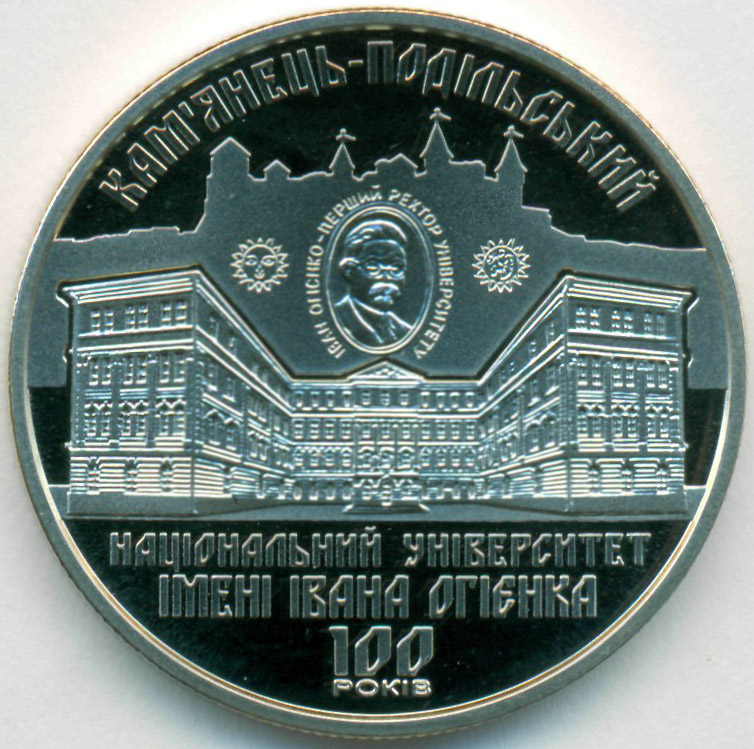 КАМ'ЯНЕЦЬ-ПОДІЛЬСЬКИЙ
ІВАН ОГІЄНКО - ПЕРШИЙ РЕКТОР УНІВЕРСИТЕТУ
НАЦІОНАЛЬНИЙ УНІВЕРСИТЕТ
ІМЕНІ ІВАНА ОГІЄНКА
100
РОКІВ